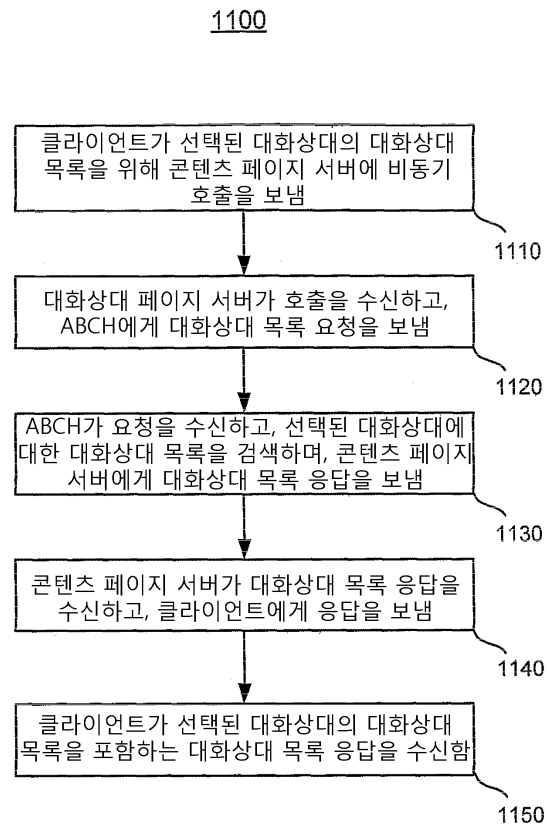 1100
클라이언트가 선택된 대화상대의 대화상대
목록을 위해 콘텐츠 페이지 서버에 비동기
호출을 보냄
1110
대화상대 페이지 서버가 호출을 수신하고,
ABCH에게 대화상대 목록 요청을 보냄
1120
ABCH가 요청을 수신하고, 선택된 대화상대에
대한 대화상대 목록을 검색하며, 콘텐츠 페이지
서버에게 대화상대 목록 응답을 보냄
1130
콘텐츠 페이지 서버가 대화상대 목록 응답을
수신하고, 클라이언트에게 응답을 보냄
1140
클라이언트가 선택된 대화상대의 대화상대
목록을 포함하는 대화상대 목록 응답을 수신함
1150